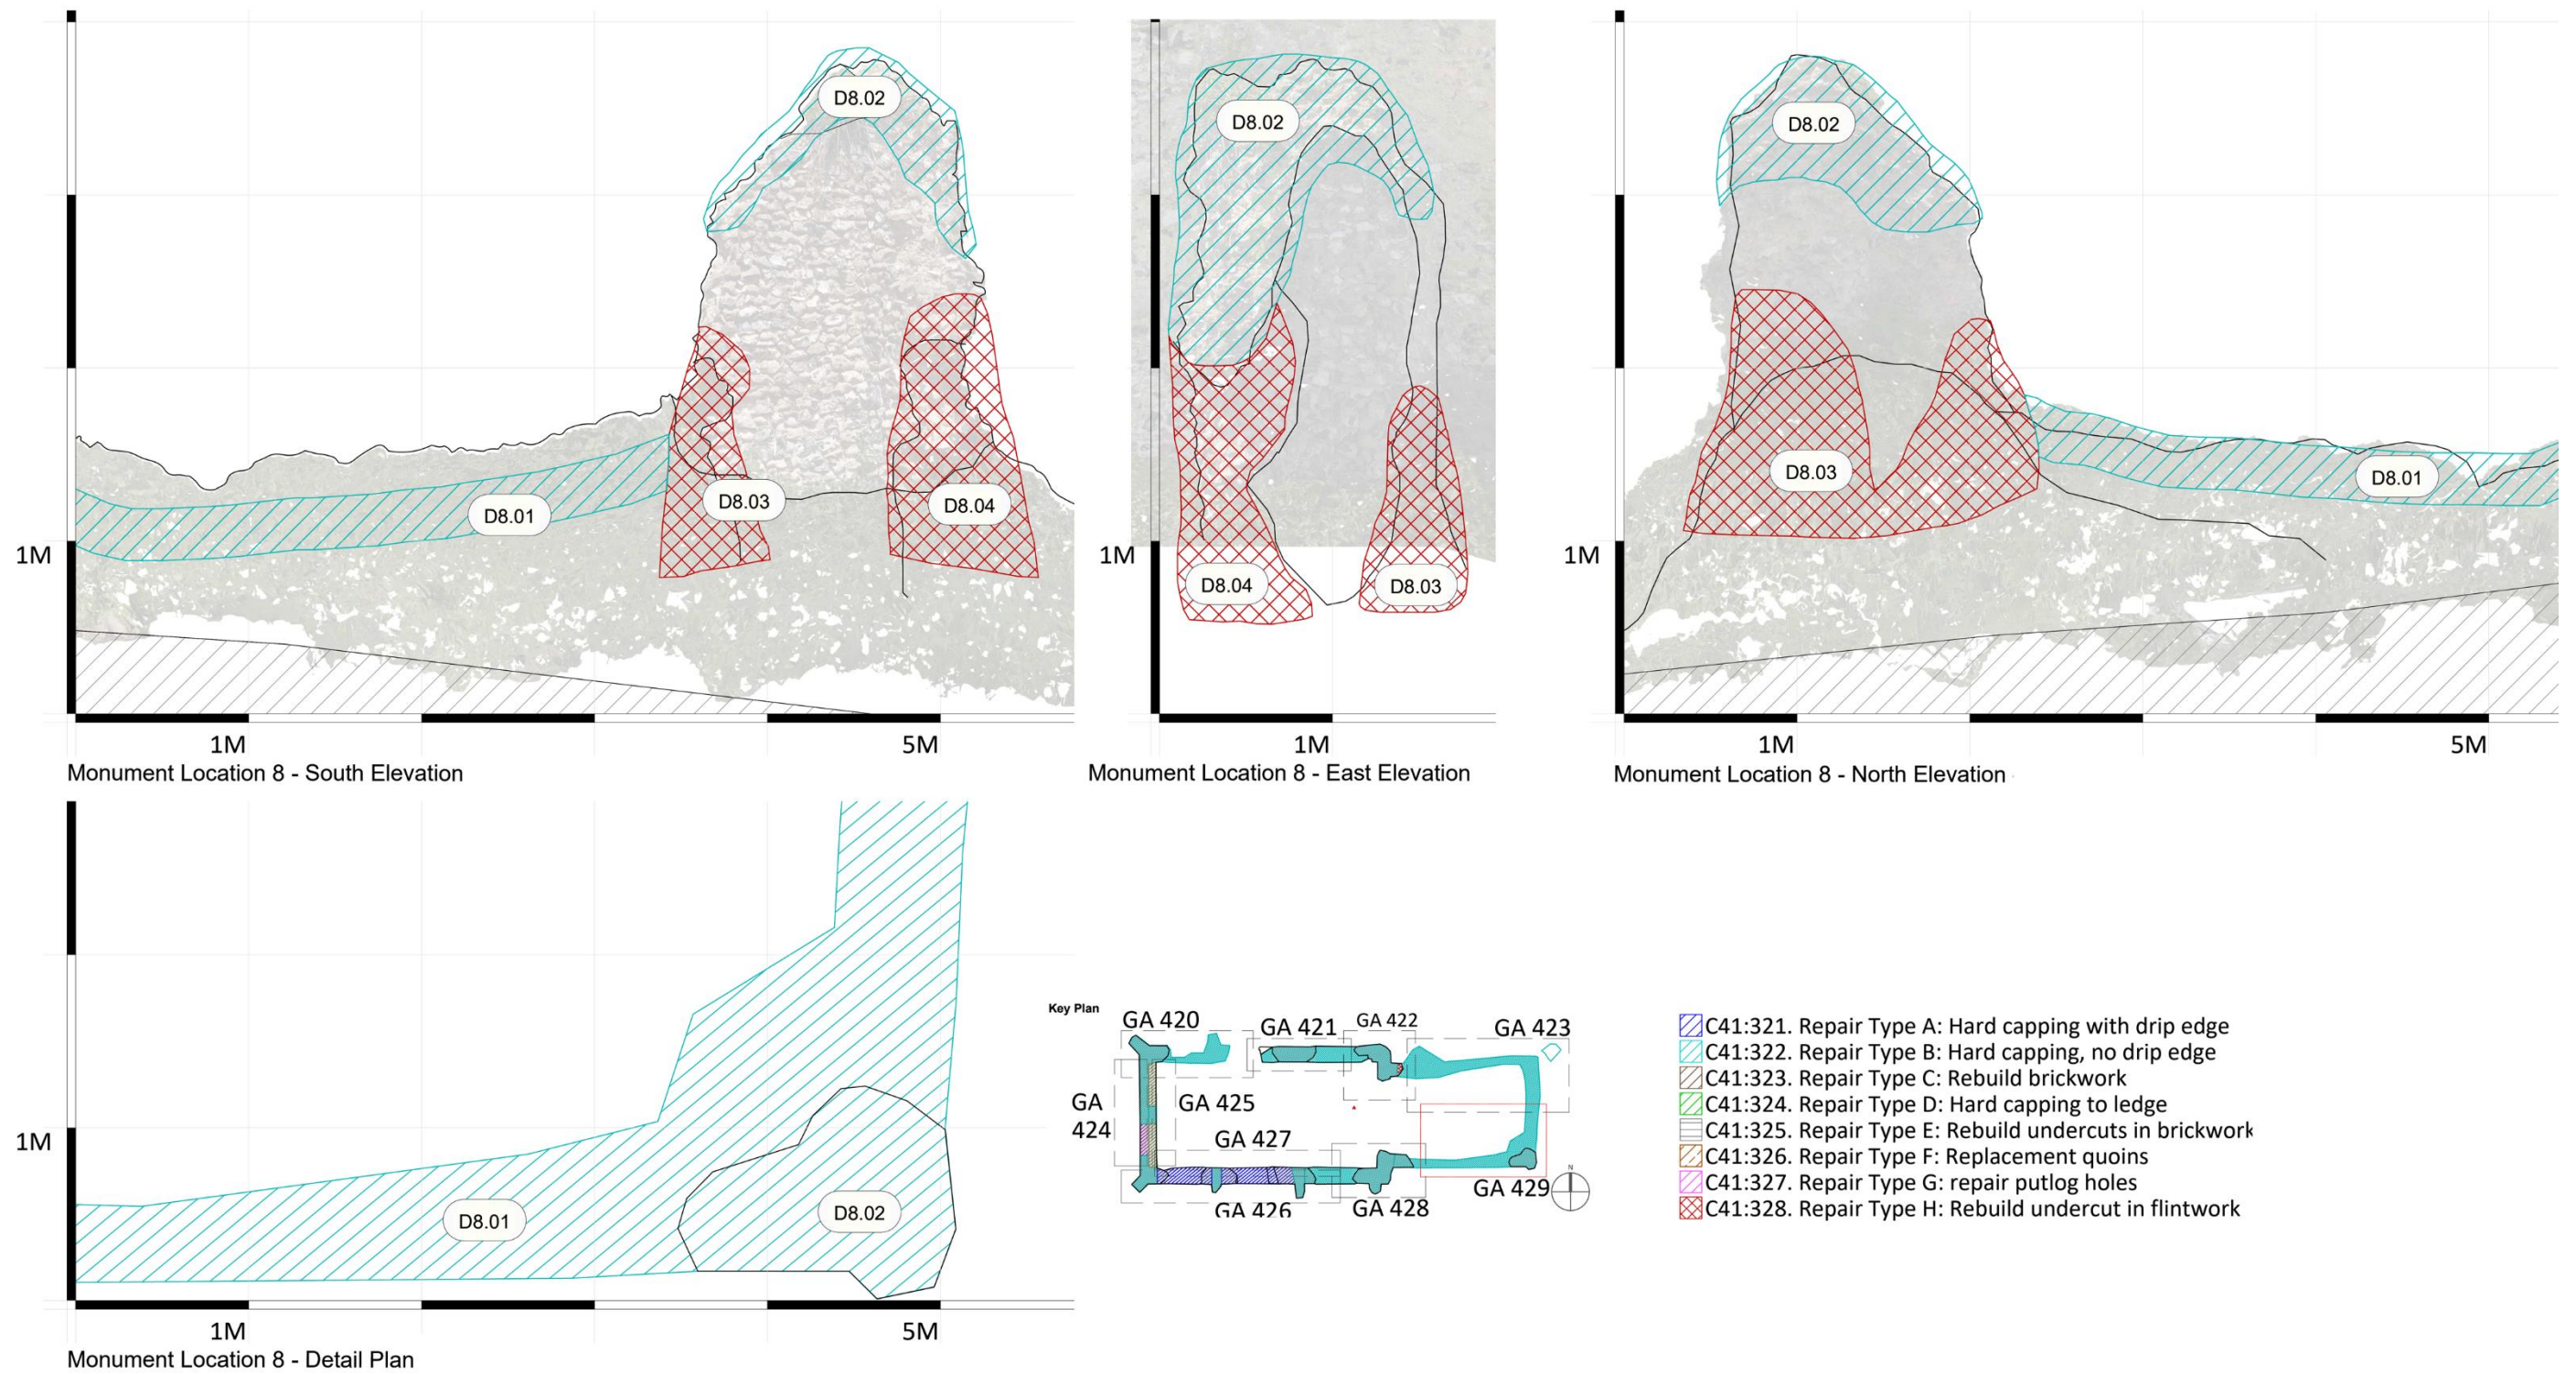 D8.02
D8.01
D8.03
D8.04
1M
1M
5M
Monument Location 8 - South Elevation
D8.02
1M
D8.04
D8.03
1M
Monument Location 8 - East Elevation
D8.02
D8.03
D8.01
1M
1M
5M
Monument Location 8 - North Elevation
1M
D8.01
D8.02
1M
5M
Monument Location 8 - Detail Plan
Key Plan
GA 420
GA 421
GA 422
GA 423
GA
424
GA 425
GA 427
GA 426
GA 428
GA 429
N
C41:321. Repair Type A: Hard capping with drip edge
C41:322. Repair Type B: Hard capping, no drip edge
C41:323. Repair Type C: Rebuild brickwork
C41:324. Repair Type D: Hard capping to ledge
C41:325. Repair Type E: Rebuild undercuts in brickwork
C41:326. Repair Type F: Replacement quoins
C41:327. Repair Type G: repair putlog holes
C41:328. Repair Type H: Rebuild undercut in flintwork